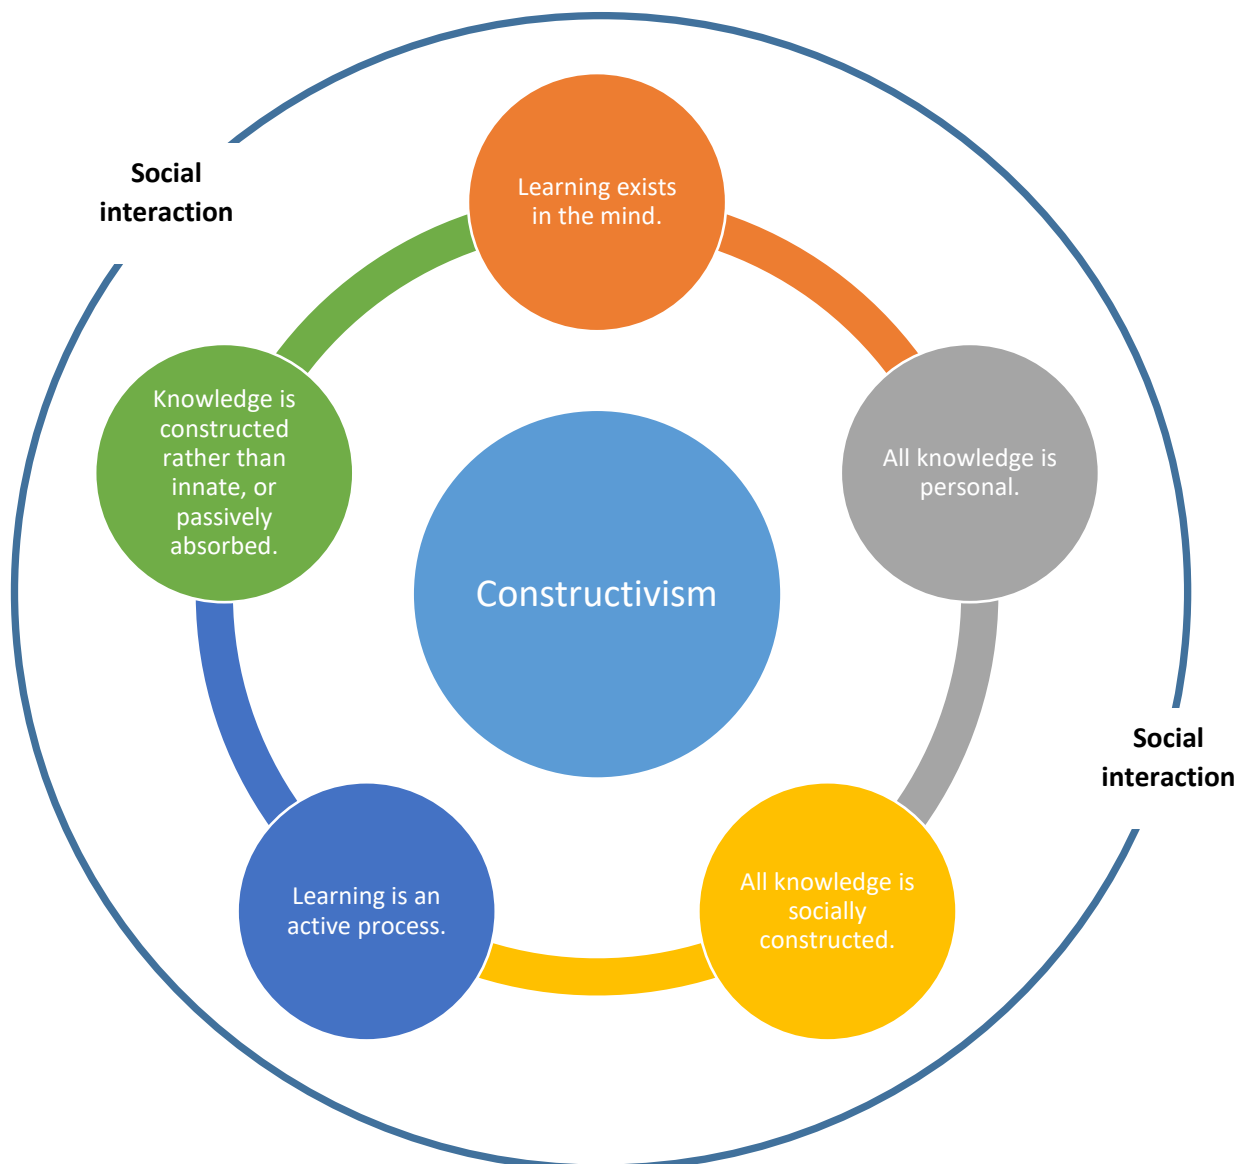 Social
interaction
Learning exists
in the mind.
Knowledge is
constructed
rather than
innate, or
passively
absorbed.
All knowledge is
personal.
Constructivism
Social
interaction
Learning is an
active process.
All knowledge is
socially
constructed.